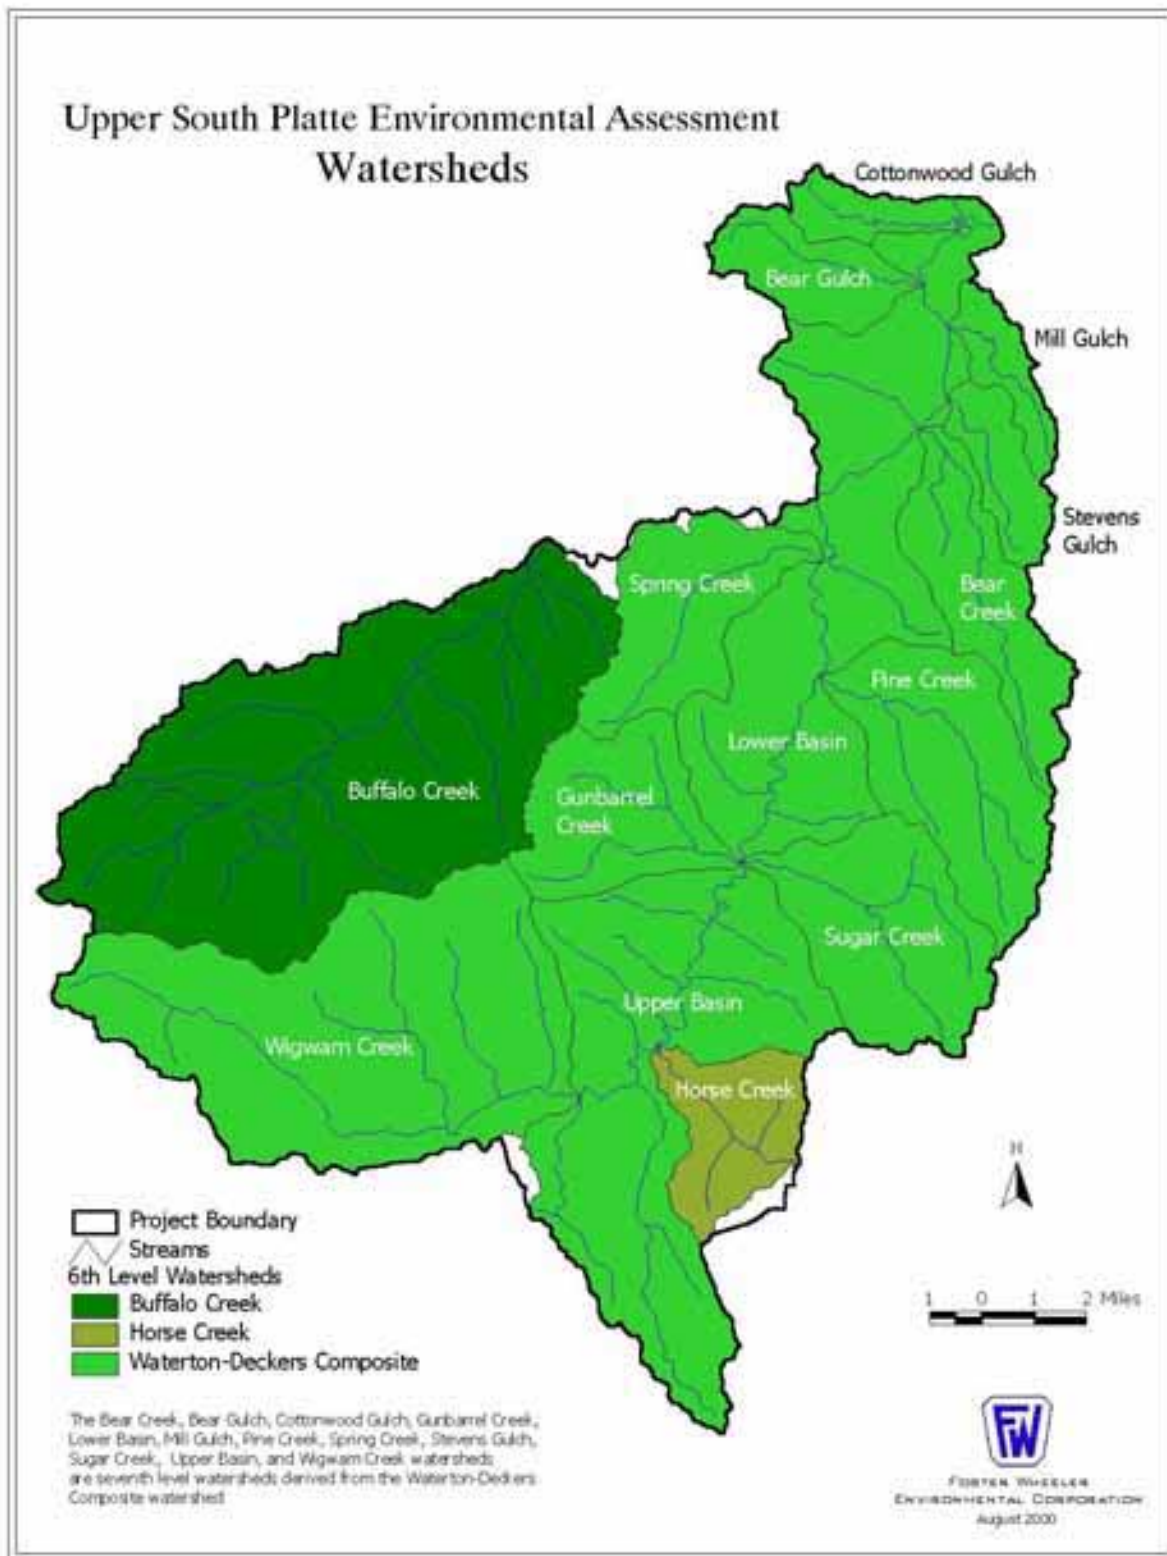 Upper South Platte Environmental Assessment
Watersheds
Cottonwood Gulch
Bear Gulch
Mill Gulch
Stevens
Gulch
Spring Creek
Bear
Creek
Pine Creek
Lower Basin
Buffalo Creek
Gunbarrel
Creek
Sugar Creek
Upper Basin
Wigwam Creek
Horse Creek
N
Project Boundary
Streams
6th Level Watersheds
Buffalo Creek
Horse Creek
Waterton-Deckers Composite
1 0 1 2 Miles
The Bear Creek, Bear Gulch, Cottonwood Gulch, Gunbarrel Creek,
Lower Basin, Mill Gulch, Pine Creek, Spring Creek, Stevens Gulch,
Sugar Creek, Upper Basin, and Wigwam Creek watersheds
are seventh level watersheds derived from the Waterton-Deckers
Composite watershed
FW
FOSTER WHEELER
ENVIRONMENTAL CORPORATION
August 2000